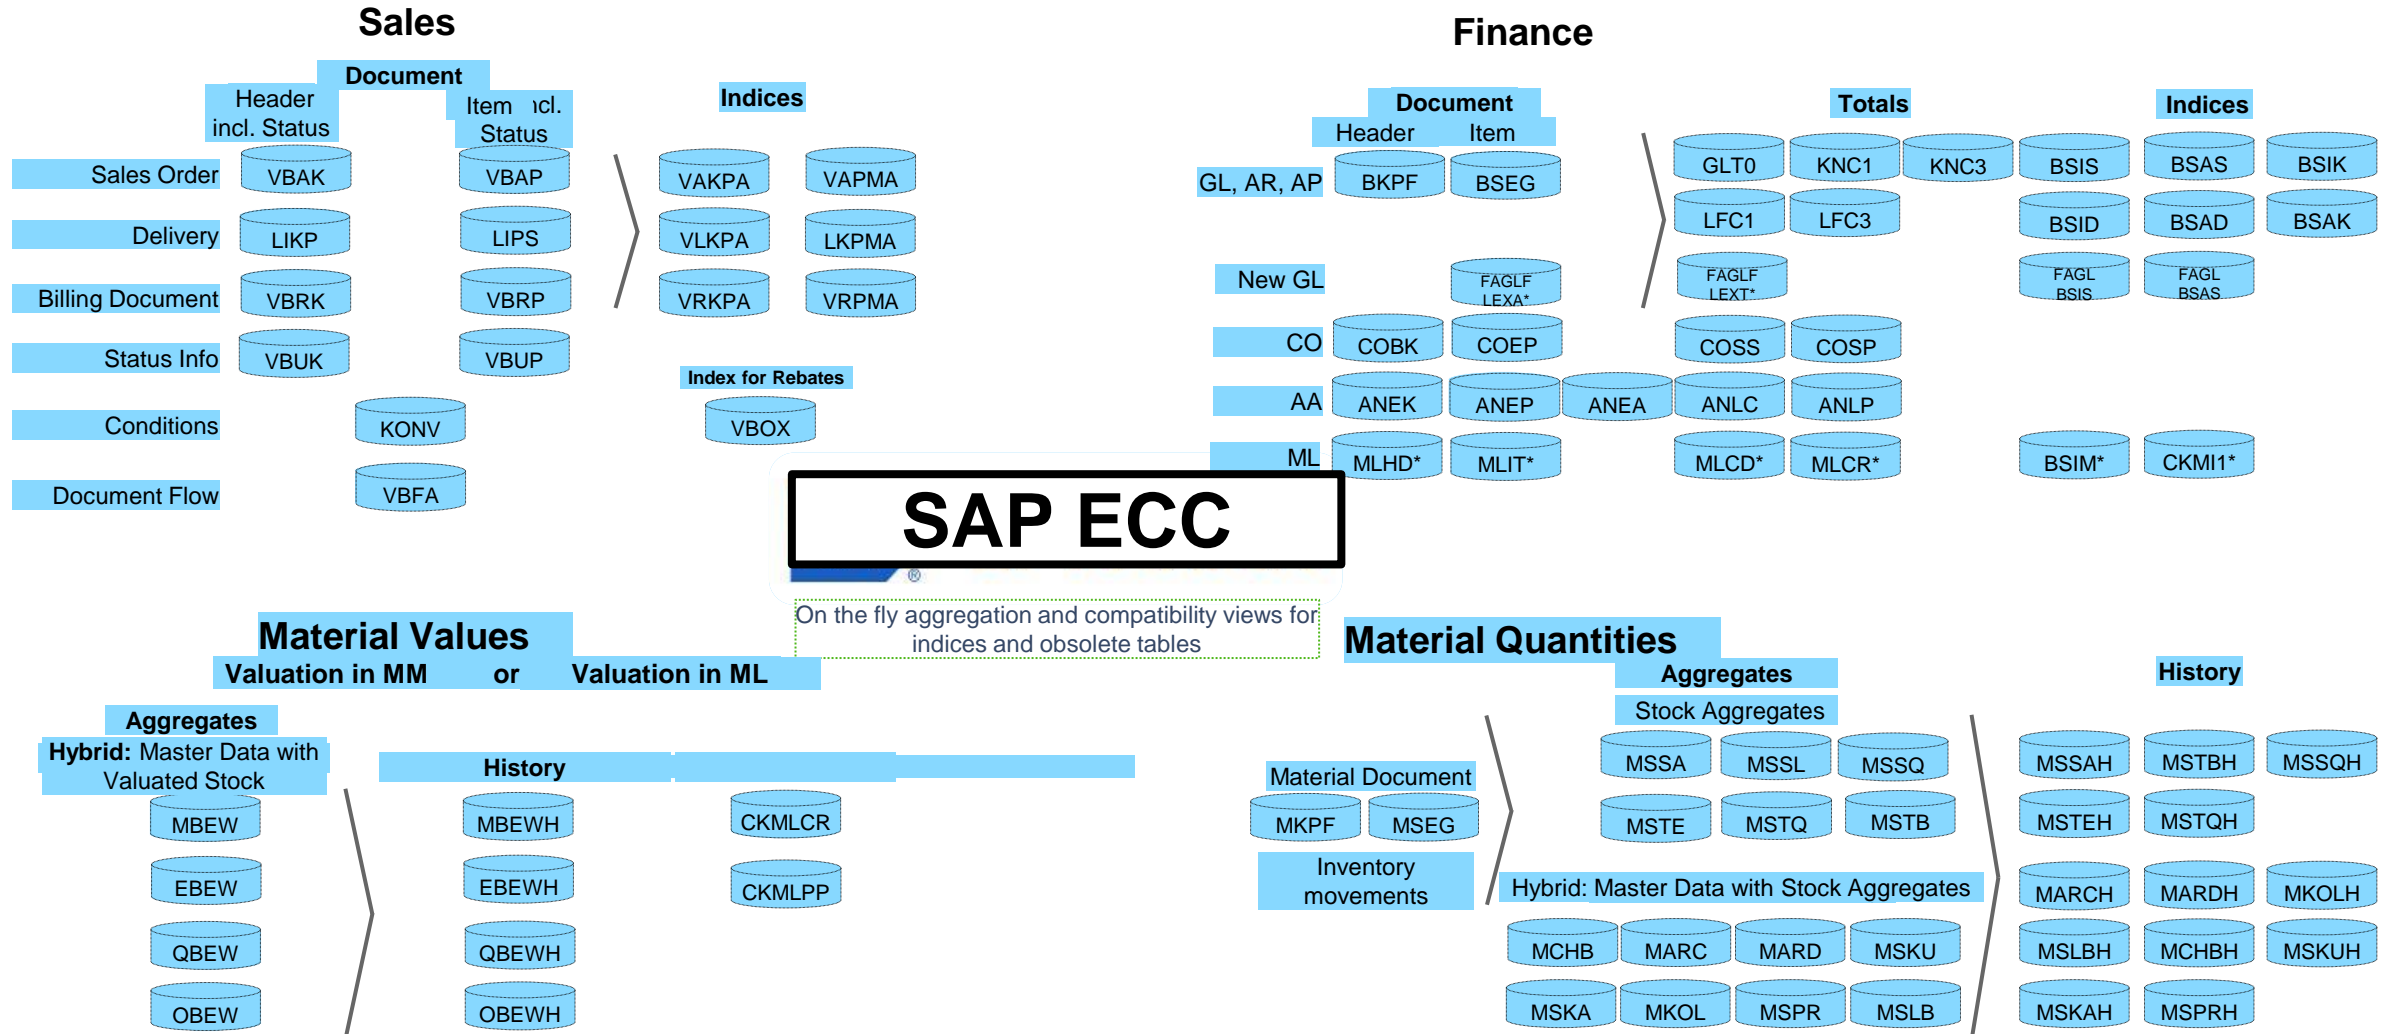 Sales
Document
Header
incl. Status
Item incl.
Status
Indices
Sales Order
VBAK
VBAP
VAKPA
VAPMA
Delivery
LIKP
LIPS
VLKPA
LKPMA
Billing Document
VBRK
VBRP
VRKPA
VRPMA
Status Info
VBUK
VBUP
Index for Rebates
Conditions
KONV
VBOX
Document Flow
VBFA
Finance
Document
Header
Item
Totals
Indices
GL, AR, AP
BKPF
BSEG
GLT0
KNC1
KNC3
BSIS
BSAS
BSIK
LFC1
LFC3
BSID
BSAD
BSAK
New GL
FAGLF
LEXA*
FAGLF
LEXT*
FAGL
BSIS
FAGL
BSAS
CO
COBK
COEP
COSS
COSP
AA
ANEK
ANEP
ANEA
ANLC
ANLP
ML
MLHD*
MLIT*
MLCD*
MLCR*
BSIM*
CKMI1*
SAP ECC
®
On the fly aggregation and compatibility views for
indices and obsolete tables
Material Values
Valuation in MM or Valuation in ML
Aggregates
Hybrid: Master Data with
Valuated Stock
History
MBEW
MBEWH
CKMLCR
EBEW
EBEWH
CKMLPP
QBEW
QBEWH
OBEW
OBEWH
Material Quantities
Aggregates
Stock Aggregates
History
Material Document
MKPF
MSEG
Inventory
movements
MSSA
MSSL
MSSQ
MSTE
MSTQ
MSTB
Hybrid: Master Data with Stock Aggregates
MCHB
MARC
MARD
MSKU
MSKA
MKOL
MSPR
MSLB
MSSAH
MSTBH
MSSQH
MSTEH
MSTQH
MARCH
MARDH
MKOLH
MSLBH
MCHBH
MSKUH
MSKAH
MSPRH